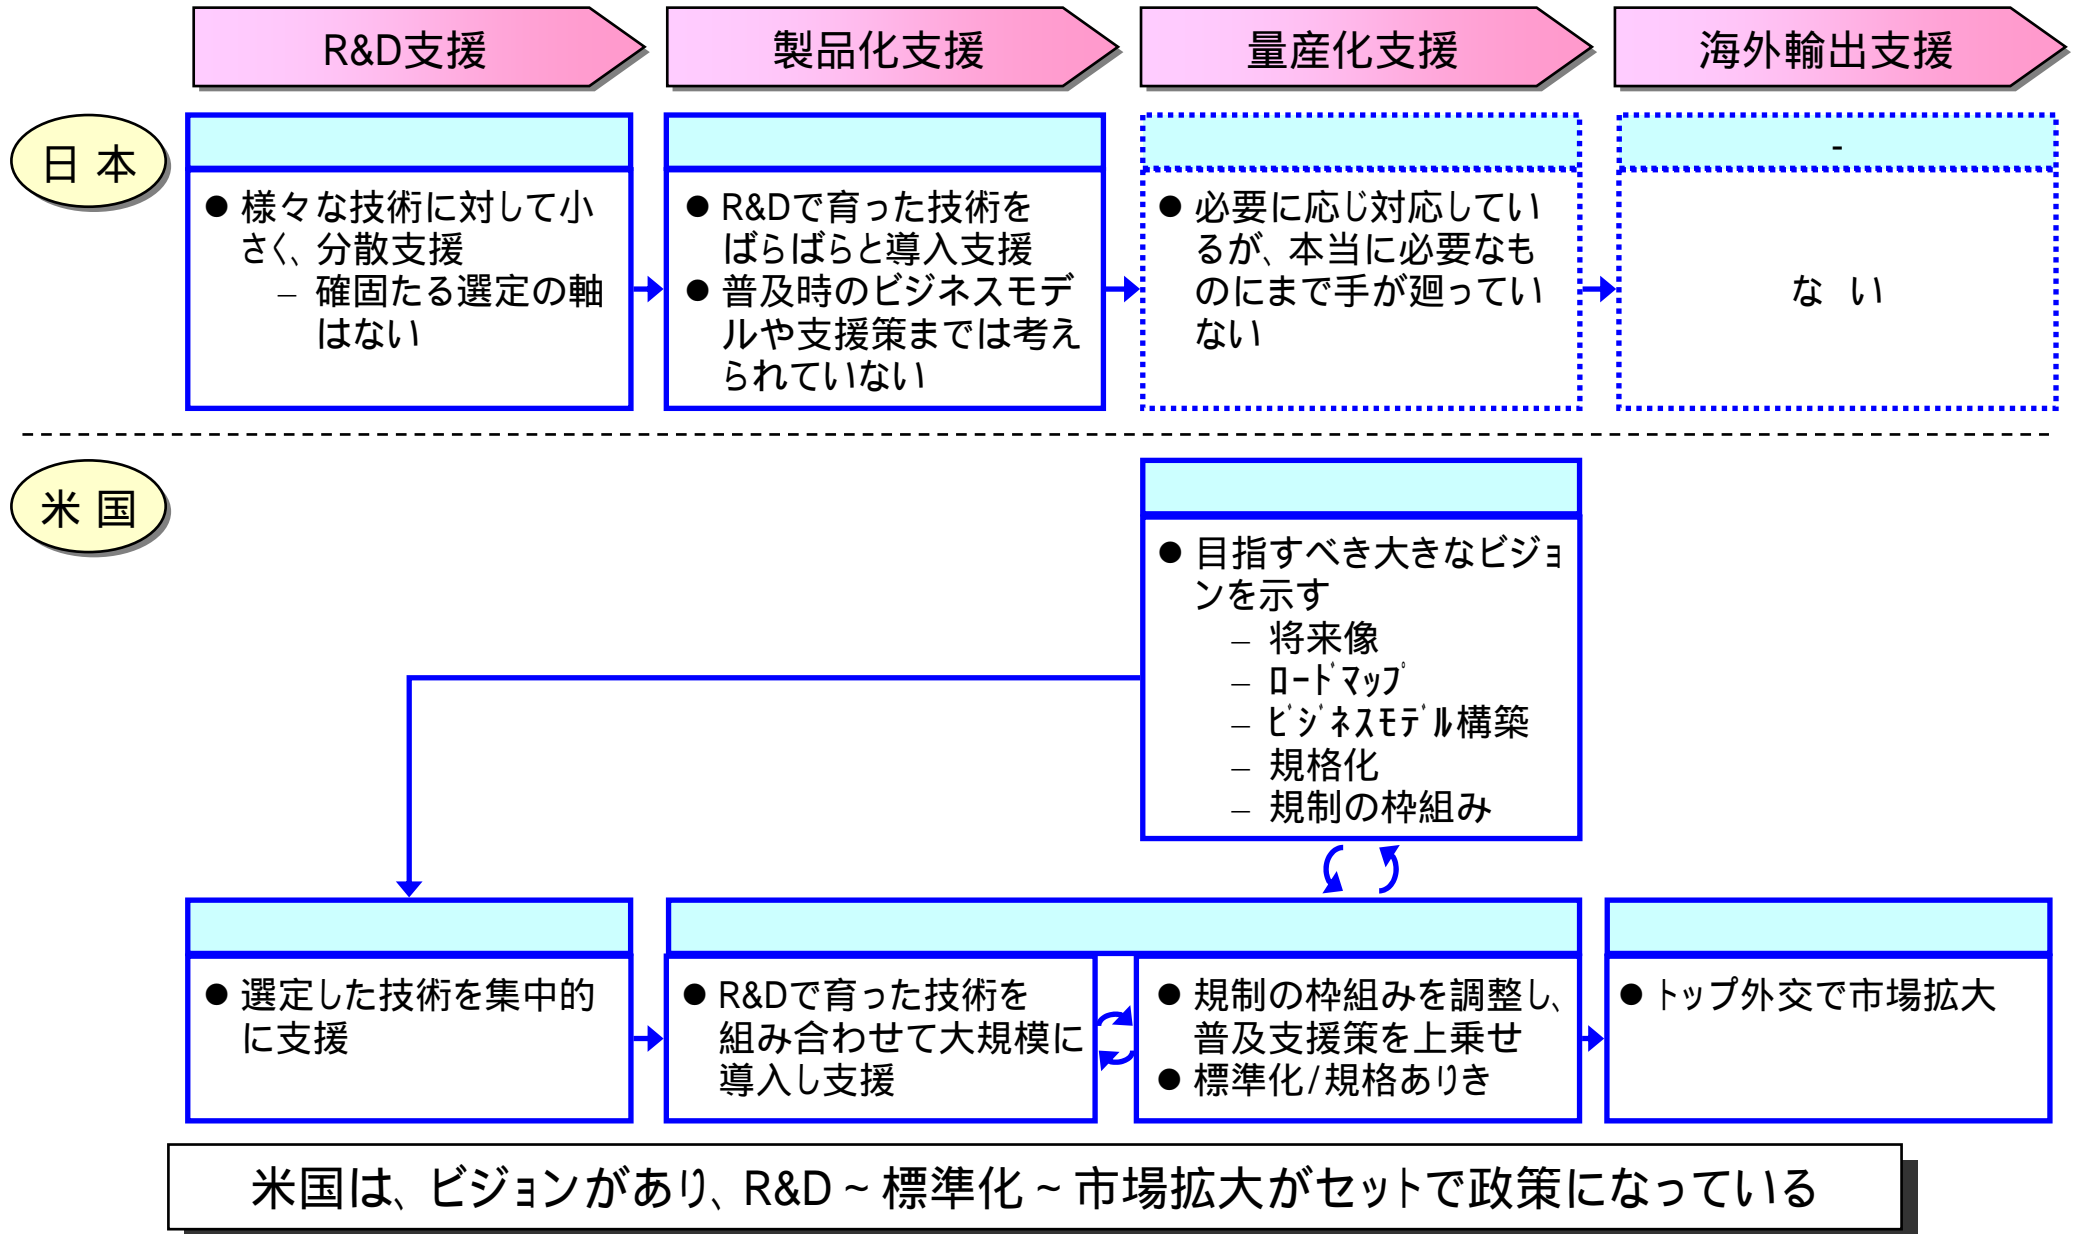 R&D支援
製品化支援
量産化支援
海外輸出支援
日 本
● 様々な技術に対して小
さく、分散支援
– 確固たる選定の軸
はない
● R&Dで育った技術を
ばらばらと導入支援
● 普及時のビジネスモデ
ルや支援策までは考え
られていない
● 必要に応じ対応してい
るが、本当に必要なも
のにまで手が廻ってい
ない
-
な い
米 国
● 目指すべき大きなビジョ
ンを示す
– 将来像
– ﾛｰﾄﾞﾏｯﾌﾟ
– ﾋﾞｼﾞﾈｽﾓﾃﾞﾙ構築
– 規格化
– 規制の枠組み
● 選定した技術を集中的
に支援
● R&Dで育った技術を
組み合わせて大規模に
導入し支援
● 規制の枠組みを調整し、
普及支援策を上乗せ
● 標準化/規格ありき
● トップ外交で市場拡大
米国は、ビジョンがあり、R&D ~ 標準化 ~ 市場拡大がセットで政策になっている